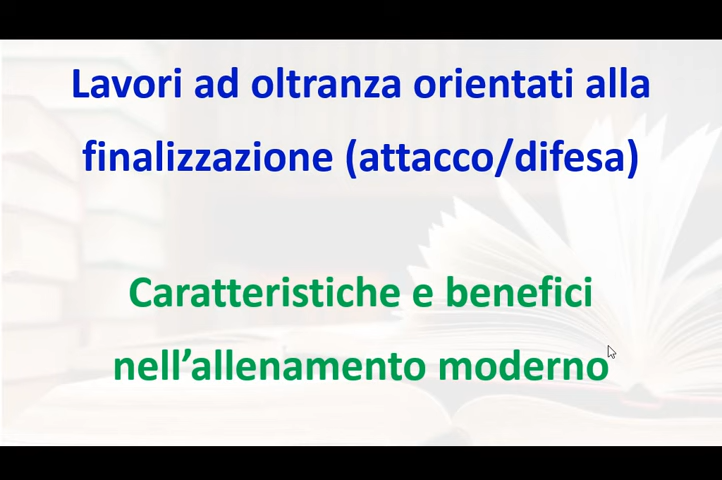 Lavori ad oltranza orientati alla
finalizzazione (attacco/difesa)
Caratteristiche e benefici
nell’allenamento moderno